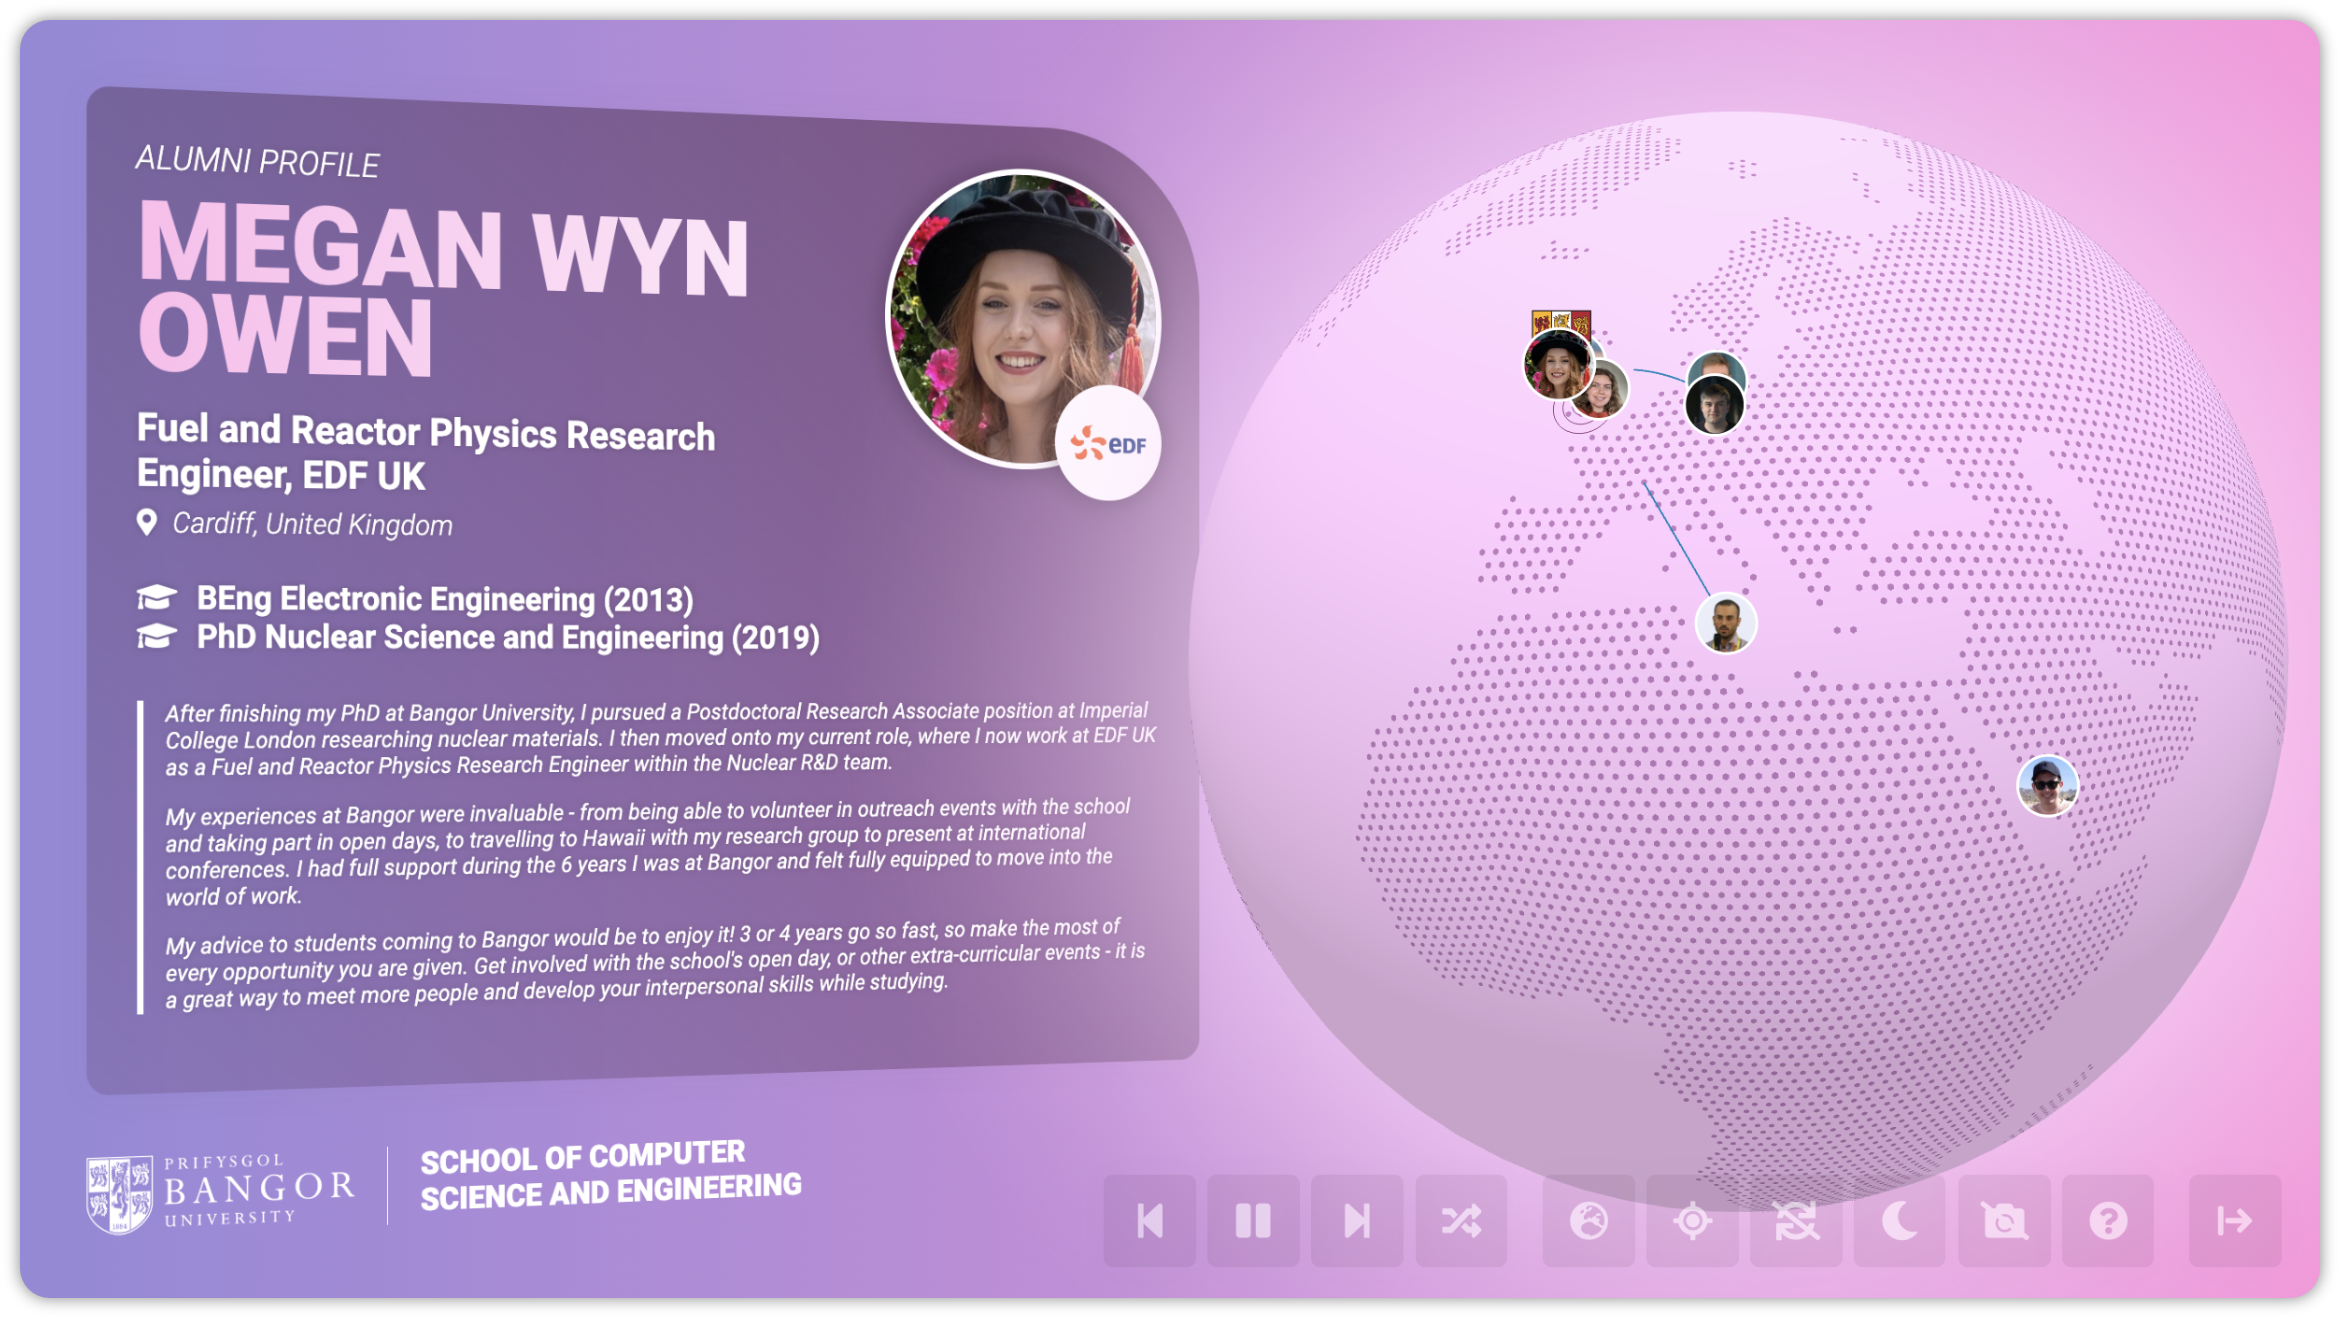 ALUMNI PROFILE
MEGAN WYN
OWEN
Fuel and Reactor Physics Research
Engineer, EDF UK
Cardiff, United Kingdom
BEng Electronic Engineering (2013)
PhD Nuclear Science and Engineering (2019)
eDF
After finishing my PhD at Bangor University, I pursued a Postdoctoral Research Associate position at Imperial
College London researching nuclear materials. I then moved onto my current role, where I now work at EDF UK
as a Fuel and Reactor Physics Research Engineer within the Nuclear R&D team.
My experiences at Bangor were invaluable - from being able to volunteer in outreach events with the school
and taking part in open days, to travelling to Hawaii with my research group to present at international
conferences. I had full support during the 6 years I was at Bangor and felt fully equipped to move into the
world of work.
My advice to students coming to Bangor would be to enjoy it! 3 or 4 years go so fast, so make the most of
every opportunity you are given. Get involved with the school's open day, or other extra-curricular events - it is
a great way to meet more people and develop your interpersonal skills while studying.
PRIFYSGOL
BANGOR
UNIVERSITY
1884
SCHOOL OF COMPUTER
SCIENCE AND ENGINEERING